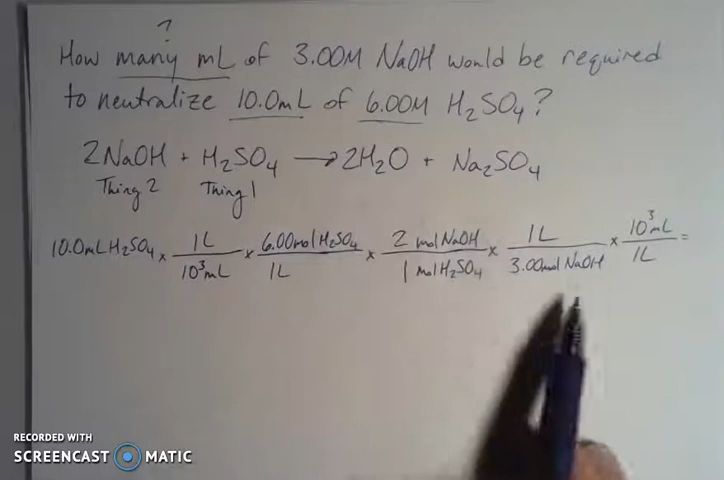 ?
How many mL of 3.00M NaOH would be required
to neutralize 10.0mL of 6.00M H₂SO₄?
2NaOH + H₂SO₄ → 2H₂O + Na₂SO₄
Thing 2 Thing 1
10.0mL H₂SO₄ × 1L / 10³mL × 6.00mol H₂SO₄ / 1L × 2 mol NaOH / 1 mol H₂SO₄ × 1L / 3.00mol NaOH × 10³mL / 1L =
RECORDED WITH
SCREENCAST MATIC